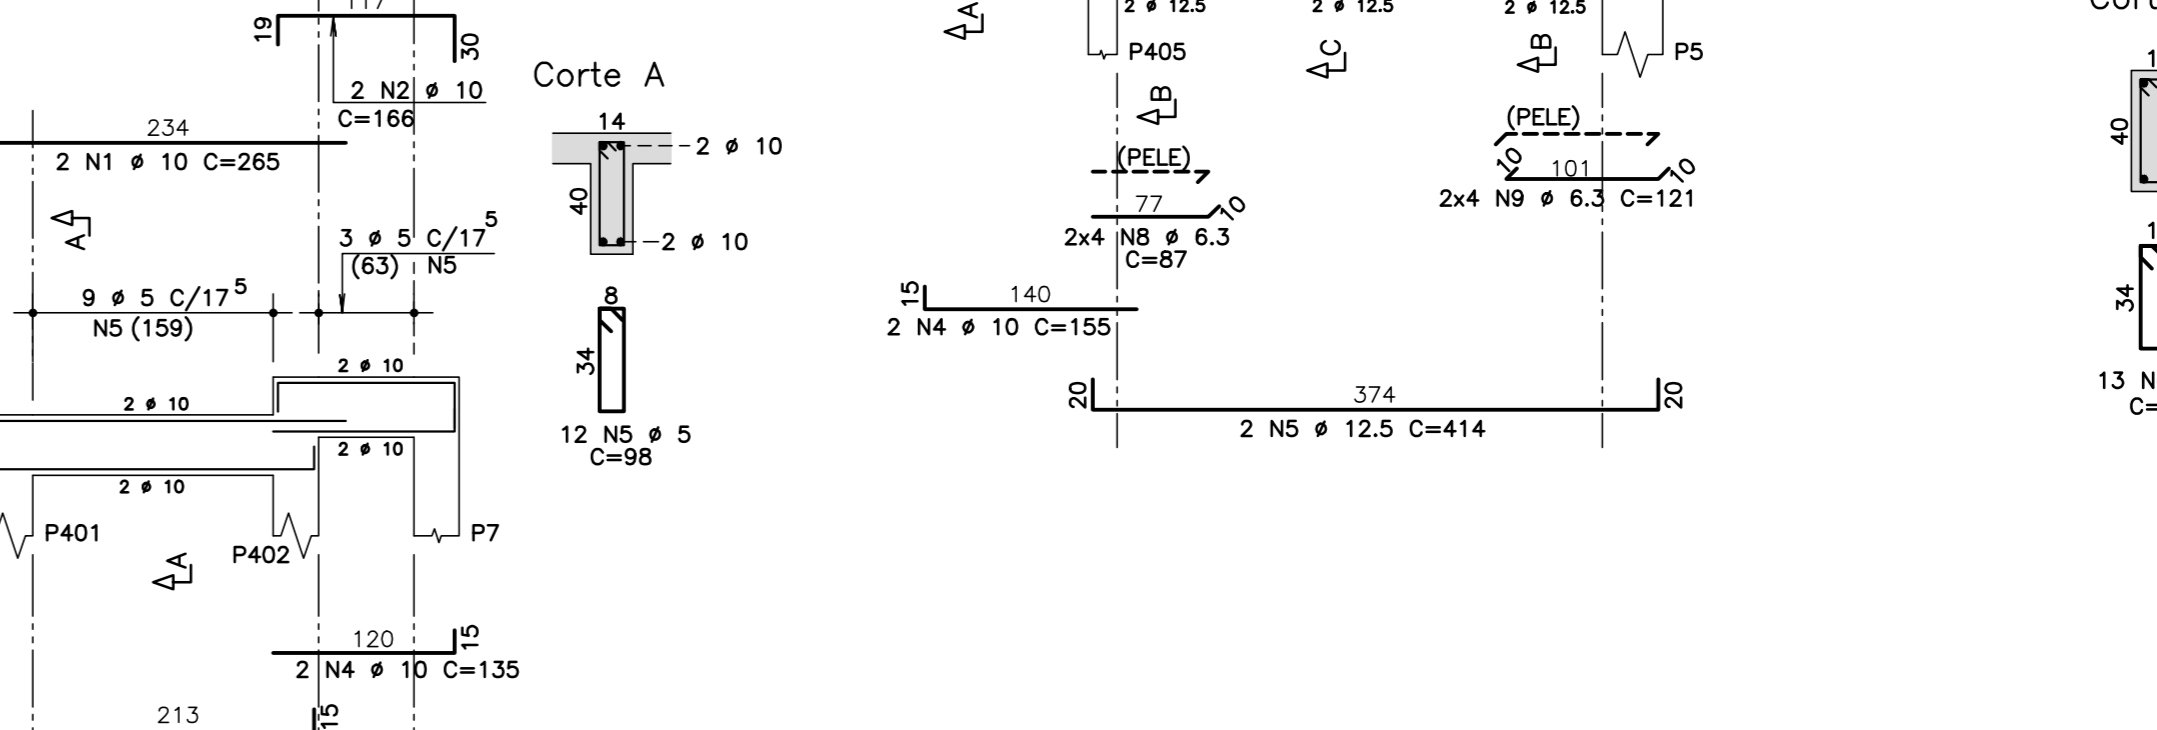 117
19
30
2 N2 ø 10
C=166
234
2 N1 ø 10 C=265
A
3 ø 5 C/17 5
(63) N5
9 ø 5 C/17 5
N5 (159)
2 ø 10
2 ø 10
2 ø 10
2 ø 10
P401
P402
P7
A
120
15
2 N4 ø 10 C=135
213
15
Corte A
14
2 ø 10
40
2 ø 10
8
34
12 N5 ø 5
C=98
A
2 ø 12.5
2 ø 12.5
2 ø 12.5
P405
C
B
P5
B
(PELE)
77
10
2x4 N8 ø 6.3
C=87
(PELE)
10
101
10
2x4 N9 ø 6.3 C=121
15
140
2 N4 ø 10 C=155
20
374
20
2 N5 ø 12.5 C=414
40
34
13 N
C=